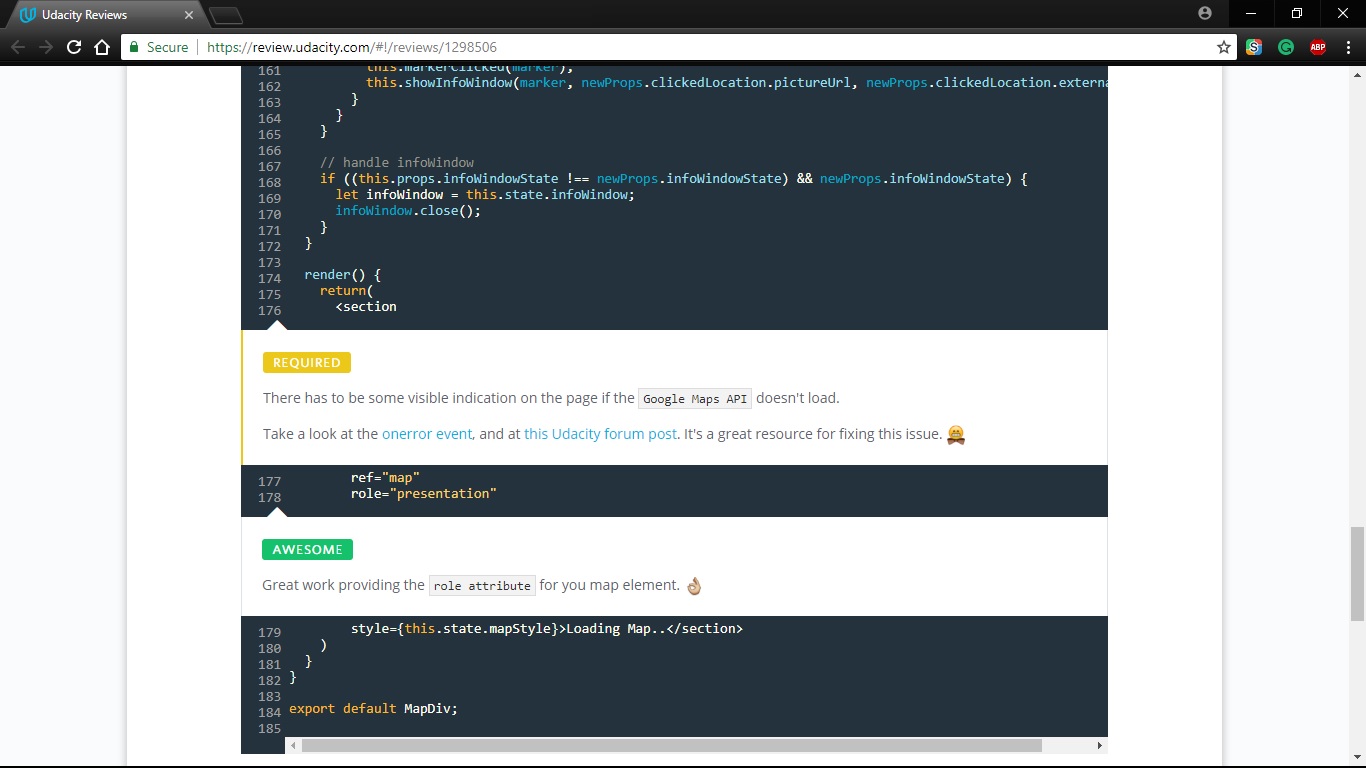 Udacity Reviews
Secure
https://review.udacity.com/#!/reviews/1298506
S
G
ABP
161 this.markerClicked(marker);
162 this.showInfoWindow(marker, newProps.clickedLocation.pictureUrl, newProps.clickedLocation.externa
163 }
164 }
165 }
166
167 // handle infoWindow
168 if ((this.props.infoWindowState !== newProps.infoWindowState) && newProps.infoWindowState) {
169 let infoWindow = this.state.infoWindow;
170 infoWindow.close();
171 }
172 }
173
174 render() {
175 return(
176 <section
REQUIRED
There has to be some visible indication on the page if the Google Maps API doesn't load.
Take a look at the onerror event, and at this Udacity forum post. It's a great resource for fixing this issue.
177 ref="map"
178 role="presentation"
AWESOME
Great work providing the role attribute for you map element.
179 style={this.state.mapStyle}>Loading Map..</section>
180 )
181 }
182 }
183
184 export default MapDiv;
185